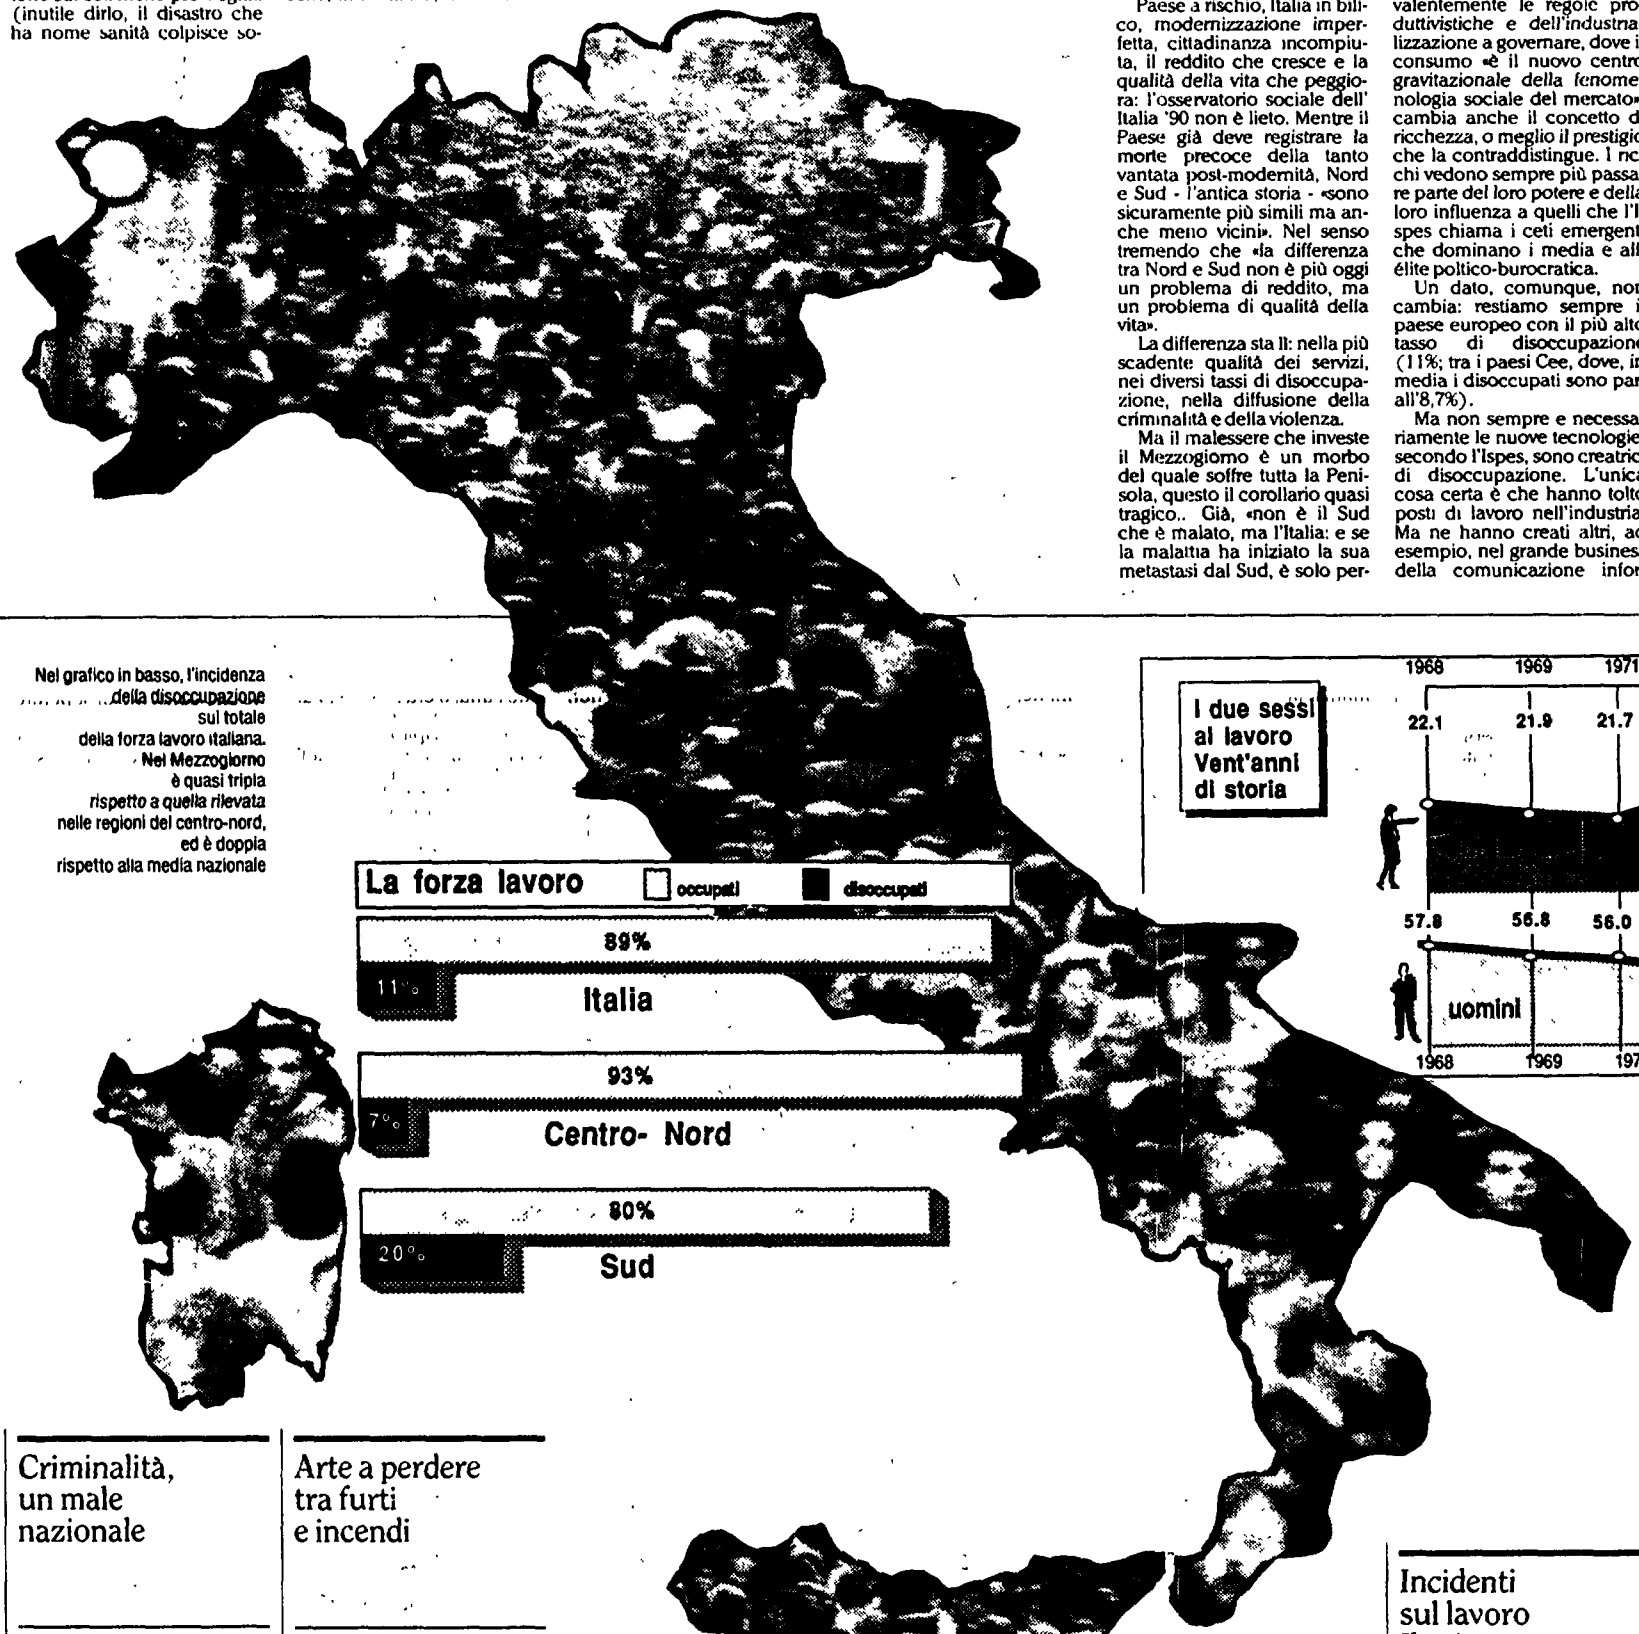 (inutile dirlo, il disastro che
ha nome sanità colpisce so-
Paese a rischio, Italia in bili-
co, modernizzazione imper-
fetta, cittadinanza incompiu-
ta, il reddito che cresce e la
qualità della vita che peggio-
ra: l'osservatorio sociale dell'
Italia '90 non è lieto. Mentre il
Paese già deve registrare la
morte precoce della tanto
vantata post-modernità, Nord
e Sud - l'antica storia - «sono
sicuramente più simili ma an-
che meno vicini». Nel senso
tremendo che «la differenza
tra Nord e Sud non è più oggi
un problema di reddito, ma
un problema di qualità della
vita».
La differenza sta lì: nella più
scadente qualità dei servizi,
nei diversi tassi di disoccupa-
zione, nella diffusione della
criminalità e della violenza.
Ma il malessere che investe
il Mezzogiorno è un morbo
del quale soffre tutta la Peni-
sola, questo il corollario quasi
tragico.. Già, «non è il Sud
che è malato, ma l'Italia: e se
la malattia ha iniziato la sua
metastasi dal Sud, è solo per-
valentemente le regole pro
duttivistiche e dell'industria
lizzazione a governare, dove i
consumo «è il nuovo centro
gravitazionale della fenome
nologia sociale del mercato»
cambia anche il concetto d
ricchezza, o meglio il prestigio
che la contraddistingue. I ric
chi vedono sempre più passa
re parte del loro potere e della
loro influenza a quelli che l'I
spes chiama i ceti emergent
che dominano i media e all
élite poltico-burocratica.
Un dato, comunque, non
cambia: restiamo sempre i
paese europeo con il più alto
tasso di disoccupazione
(11%; tra i paesi Cee, dove, in
media i disoccupati sono par
all'8,7%).
Ma non sempre e necessa
riamente le nuove tecnologie
secondo l'Ispes, sono creatric
di disoccupazione. L'unica
cosa certa è che hanno tolto
posti di lavoro nell'industria
Ma ne hanno creati altri, ad
esempio, nel grande business
della comunicazione infor
Nel grafico in basso, l'incidenza
della disoccupazione
sul totale
della forza lavoro italiana.
Nel Mezzogiorno
è quasi tripla
rispetto a quella rilevata
nelle regioni del centro-nord,
ed è doppia
rispetto alla media nazionale
La forza lavoro occupati disoccupati
89%
11%
Italia
93%
7%
Centro- Nord
80%
20%
Sud
I due sessi
al lavoro
Vent'anni
di storia
1968 1969 1971
22.1 21.9 21.7
57.8 56.8 56.0
uomini
1968 1969 197
Criminalità,
un male
nazionale
Arte a perdere
tra furti
e incendi
Incidenti
sul lavoro